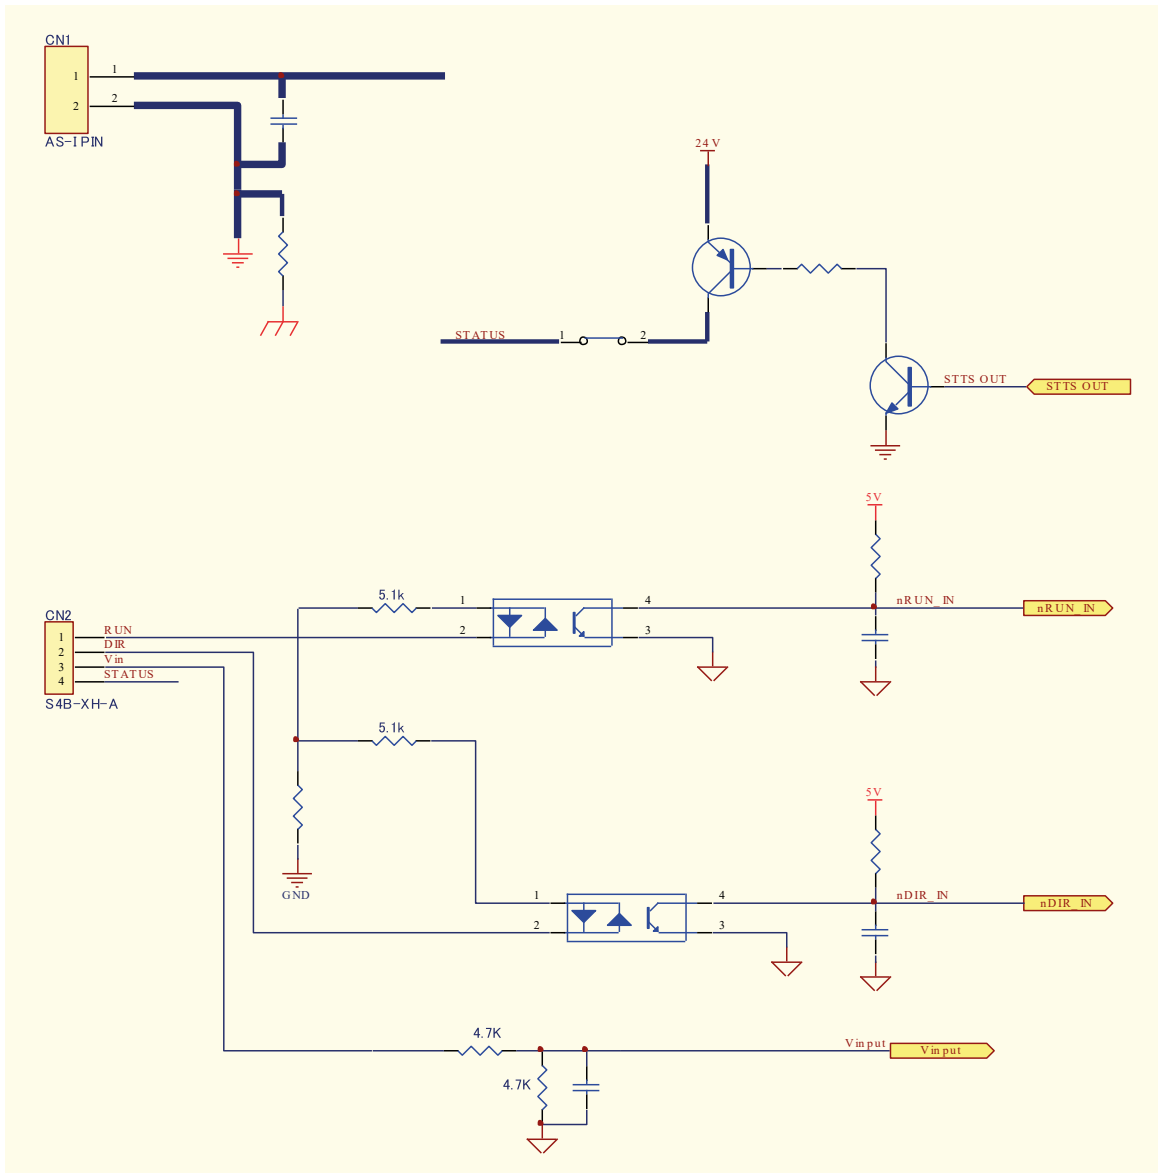 CN1
1 1
2 2
AS-I PIN
24V
STATUS 1 2
STTS OUT STTS OUT
5V
5.1k 1 4 nRUN_IN nRUN_IN
2 3
CN2
1 RUN
2 DIR
3 Vin
4 STATUS
S4B-XH-A
5.1k
5V
GND
1 4 nDIR_IN nDIR_IN
2 3
4.7K Vinput Vinput
4.7K